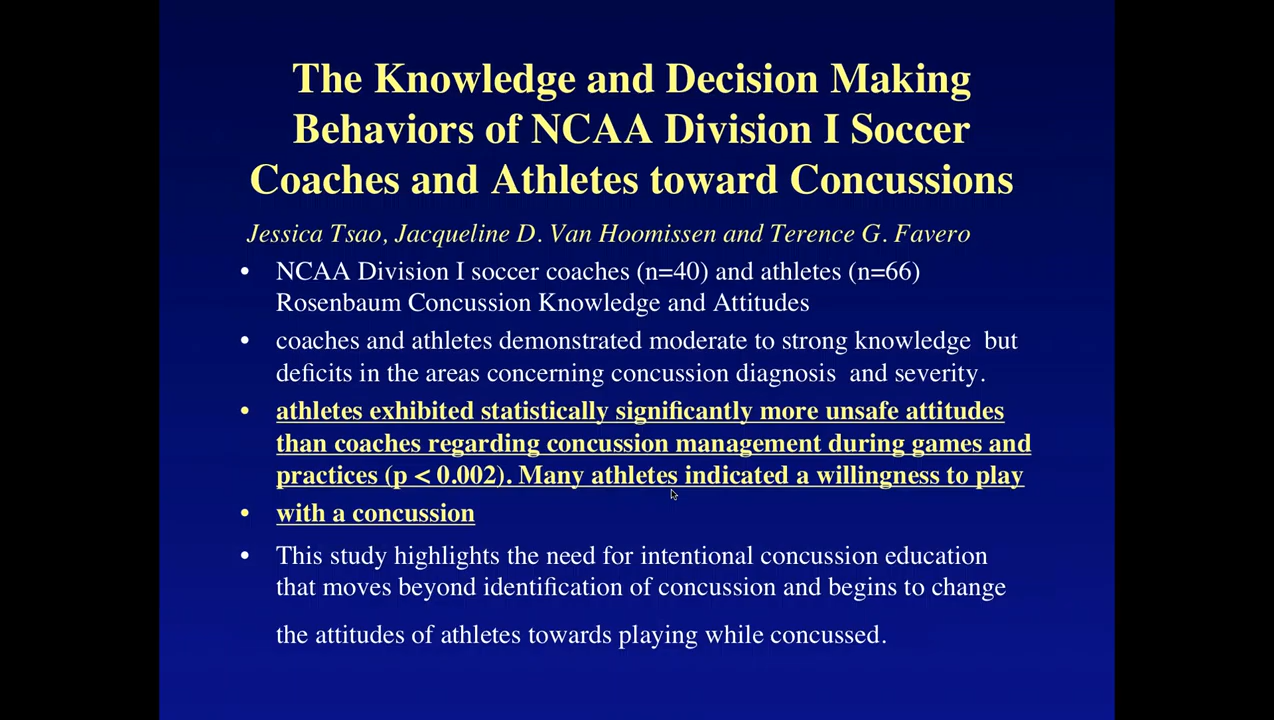 The Knowledge and Decision Making
Behaviors of NCAA Division I Soccer
Coaches and Athletes toward Concussions
Jessica Tsao, Jacqueline D. Van Hoomissen and Terence G. Favero
• NCAA Division I soccer coaches (n=40) and athletes (n=66)
Rosenbaum Concussion Knowledge and Attitudes
• coaches and athletes demonstrated moderate to strong knowledge but
deficits in the areas concerning concussion diagnosis and severity.
• athletes exhibited statistically significantly more unsafe attitudes
than coaches regarding concussion management during games and
practices (p < 0.002). Many athletes indicated a willingness to play
• with a concussion
• This study highlights the need for intentional concussion education
that moves beyond identification of concussion and begins to change
the attitudes of athletes towards playing while concussed.